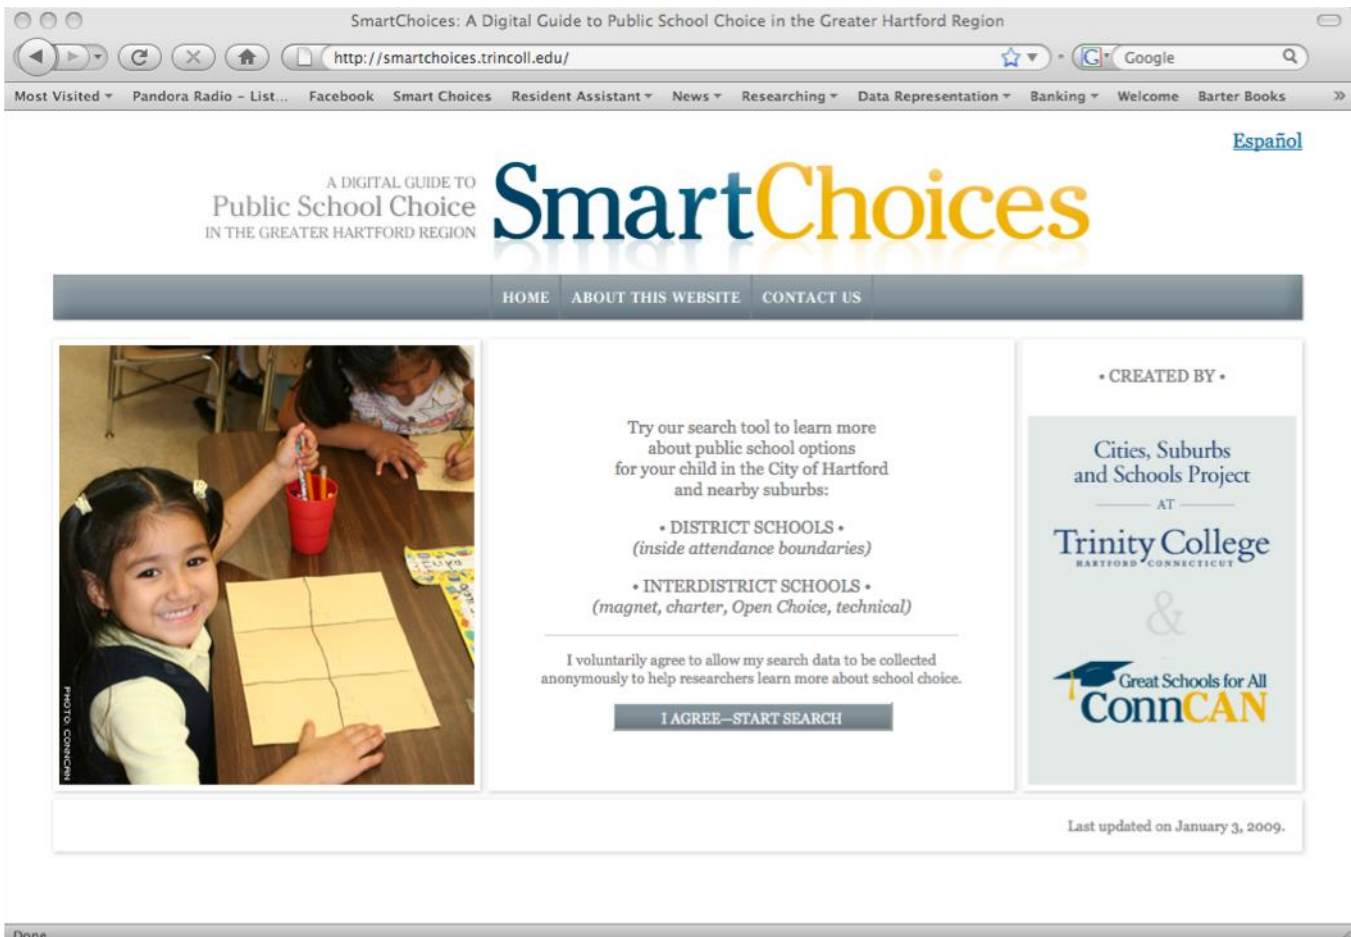 SmartChoices: A Digital Guide to Public School Choice in the Greater Hartford Region
http://smartchoices.trincoll.edu/
Google
Most Visited Pandora Radio – List... Facebook Smart Choices Resident Assistant News Researching Data Representation Banking Welcome Barter Books »
Español
A DIGITAL GUIDE TO
Public School Choice
IN THE GREATER HARTFORD REGION
SmartChoices
HOME ABOUT THIS WEBSITE CONTACT US
PHOTO: CONNCAN
Try our search tool to learn more
about public school options
for your child in the City of Hartford
and nearby suburbs:
• DISTRICT SCHOOLS •
(inside attendance boundaries)
• INTERDISTRICT SCHOOLS •
(magnet, charter, Open Choice, technical)
I voluntarily agree to allow my search data to be collected
anonymously to help researchers learn more about school choice.
I AGREE—START SEARCH
• CREATED BY •
Cities, Suburbs
and Schools Project
AT
Trinity College
HARTFORD CONNECTICUT
&
Great Schools for All
ConnCAN
Last updated on January 3, 2009.
Done